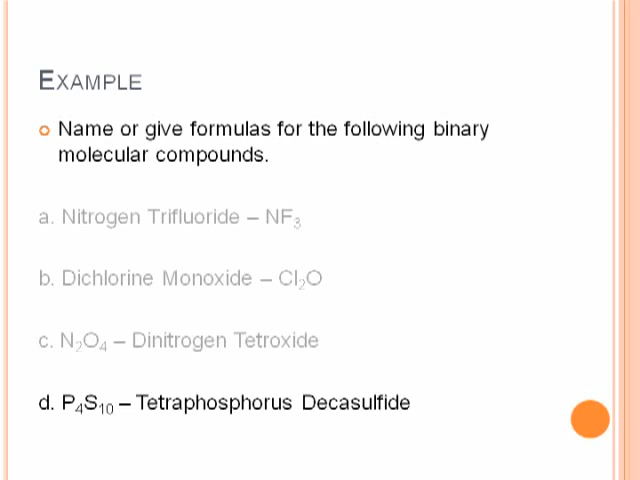 EXAMPLE
Name or give formulas for the following binary
molecular compounds.
a. Nitrogen Trifluoride – NF₃
b. Dichlorine Monoxide – Cl₂O
c. N₂O₄ – Dinitrogen Tetroxide
d. P₄S₁₀ – Tetraphosphorus Decasulfide